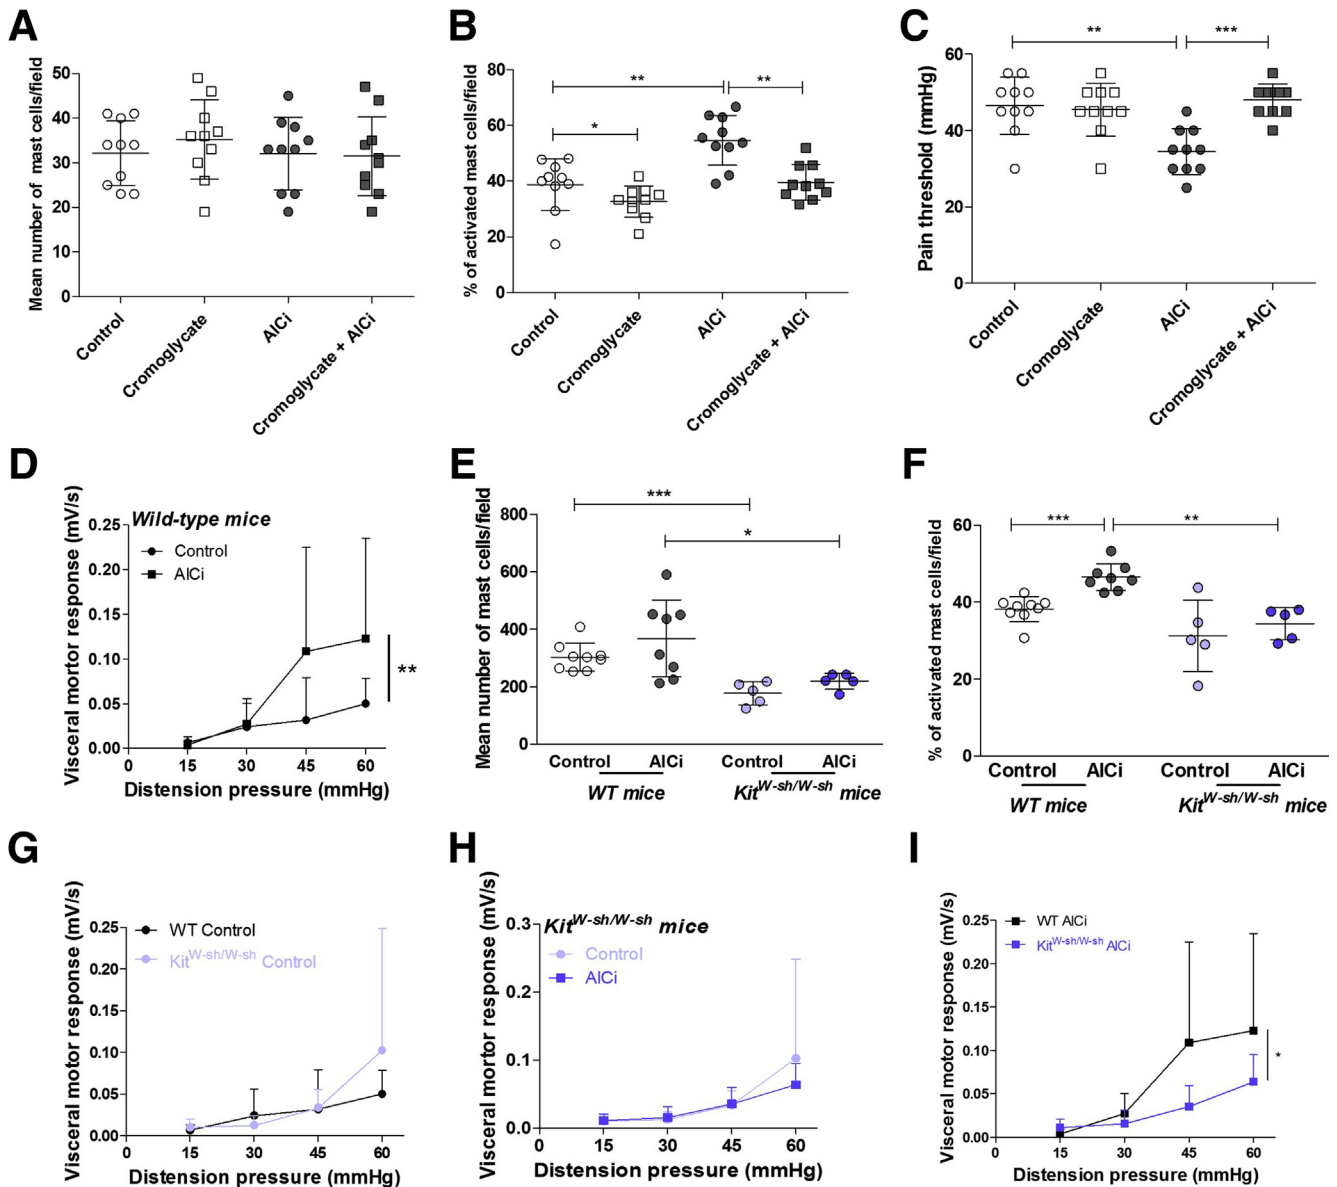 A
Mean number of mast cells/field
50
40
30
20
10
0
Control
Cromoglycate
AlCi
Cromoglycate + AlCi
B
% of activated mast cells/field
80
60
40
20
0
**
**
*
Control
Cromoglycate
AlCi
Cromoglycate + AlCi
C
Pain threshold (mmHg)
60
40
20
0
**
***
Control
Cromoglycate
AlCi
Cromoglycate + AlCi
D
Visceral mortor response (mV/s)
0.25
0.20
0.15
0.10
0.05
0.00
Wild-type mice
Control
AlCi
**
0 15 30 45 60
Distension pressure (mmHg)
E
Mean number of mast cells/field
800
600
400
200
0
***
*
Control AlCi Control AlCi
WT mice Kit^W-sh/W-sh mice
F
% of activated mast cells/field
60
40
20
0
***
**
Control AlCi Control AlCi
WT mice Kit^W-sh/W-sh mice
G
Visceral motor response (mV/s)
0.25
0.20
0.15
0.10
0.05
0.00
WT Control
Kit^W-sh/W-sh Control
0 15 30 45 60
Distension pressure (mmHg)
H
Visceral mortor response (mV/s)
0.3
0.2
0.1
0.0
Kit^W-sh/W-sh mice
Control
AlCi
0 15 30 45 60
Distension pressure (mmHg)
I
Visceral motor response (mV/s)
0.25
0.20
0.15
0.10
0.05
0.00
WT AlCi
Kit^W-sh/W-sh AlCi
*
0 15 30 45 60
Distension pressure (mmHg)